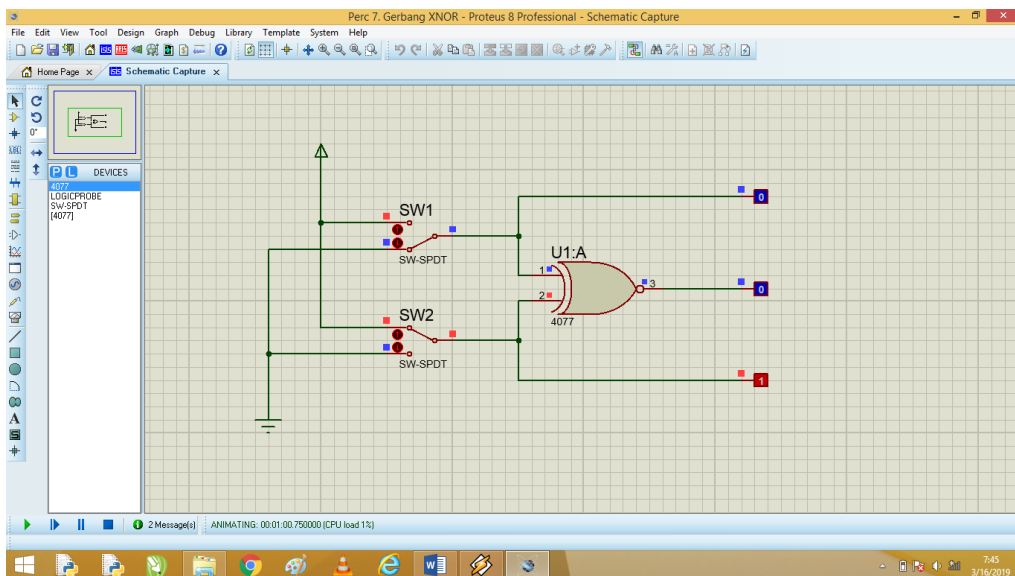 Perc 7. Gerbang XNOR - Proteus 8 Professional - Schematic Capture
File Edit View Tool Design Graph Debug Library Template System Help
Home Page x Schematic Capture x
0°
P L DEVICES
4077
LOGICPROBE
SW-SPDT
[4077]
SW1
SW-SPDT
0
U1:A
1
2
3
4077
0
SW2
SW-SPDT
1
2 Message(s) ANIMATING: 00:01:00.750000 (CPU load 1%)
7:45
3/16/2019